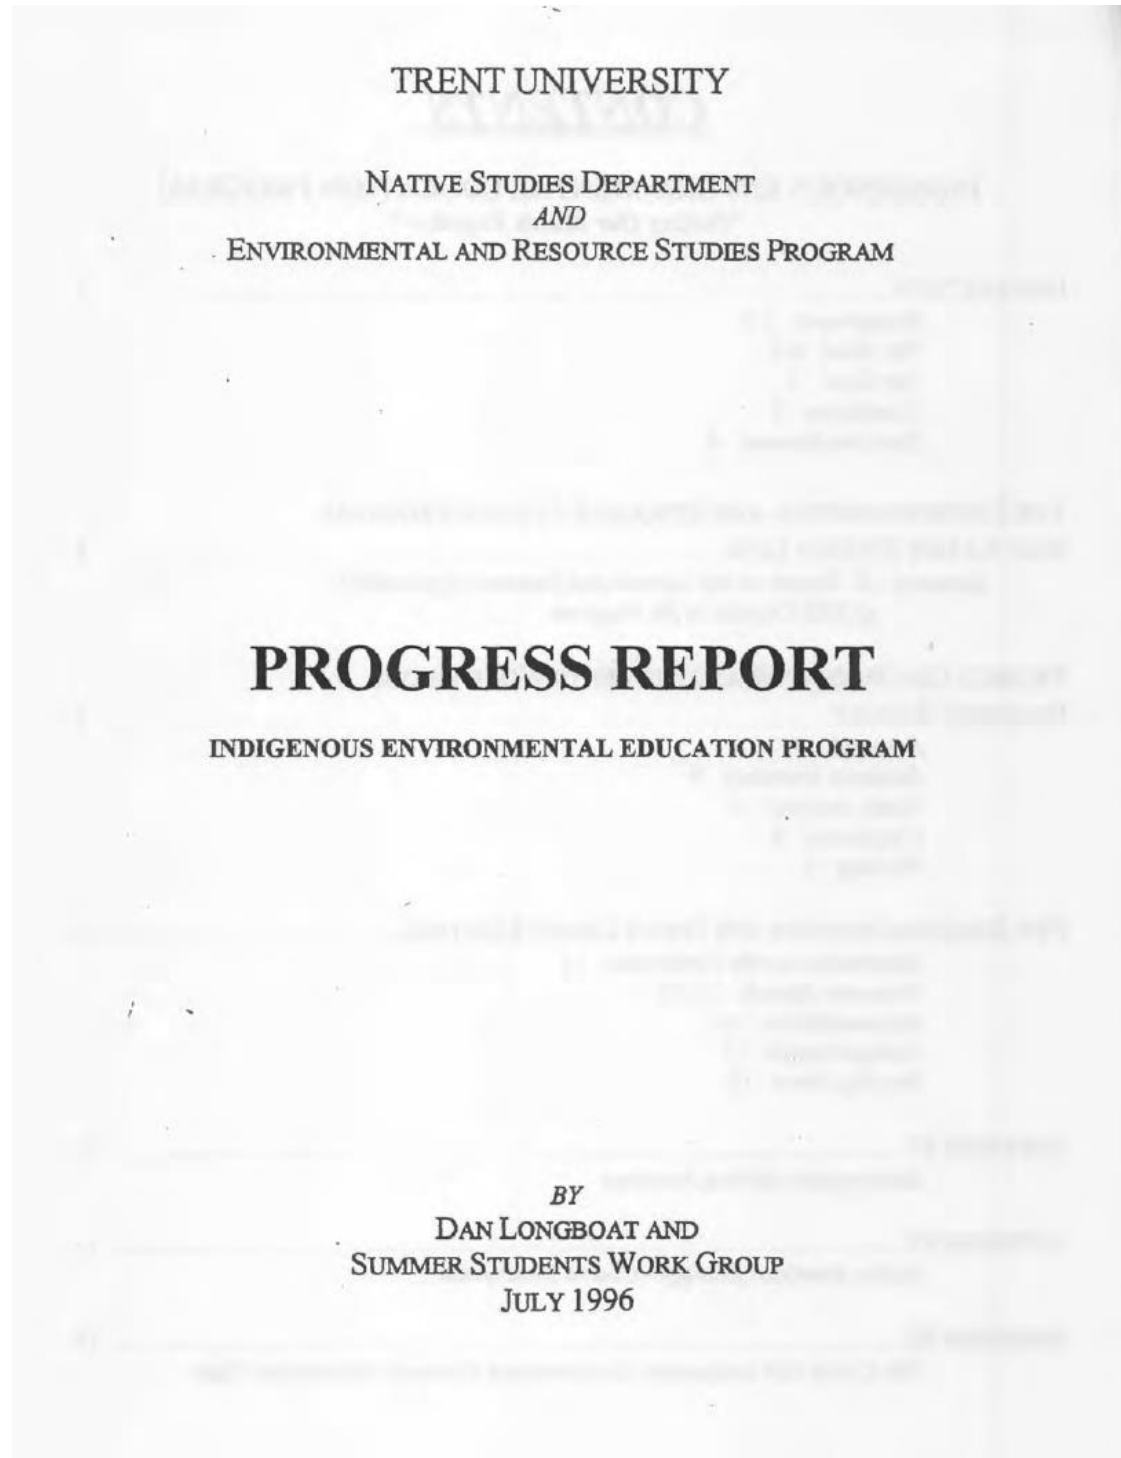 TRENT UNIVERSITY
NATIVE STUDIES DEPARTMENT
AND
ENVIRONMENTAL AND RESOURCE STUDIES PROGRAM
PROGRESS REPORT
INDIGENOUS ENVIRONMENTAL EDUCATION PROGRAM
BY
DAN LONGBOAT AND
SUMMER STUDENTS WORK GROUP
JULY 1996